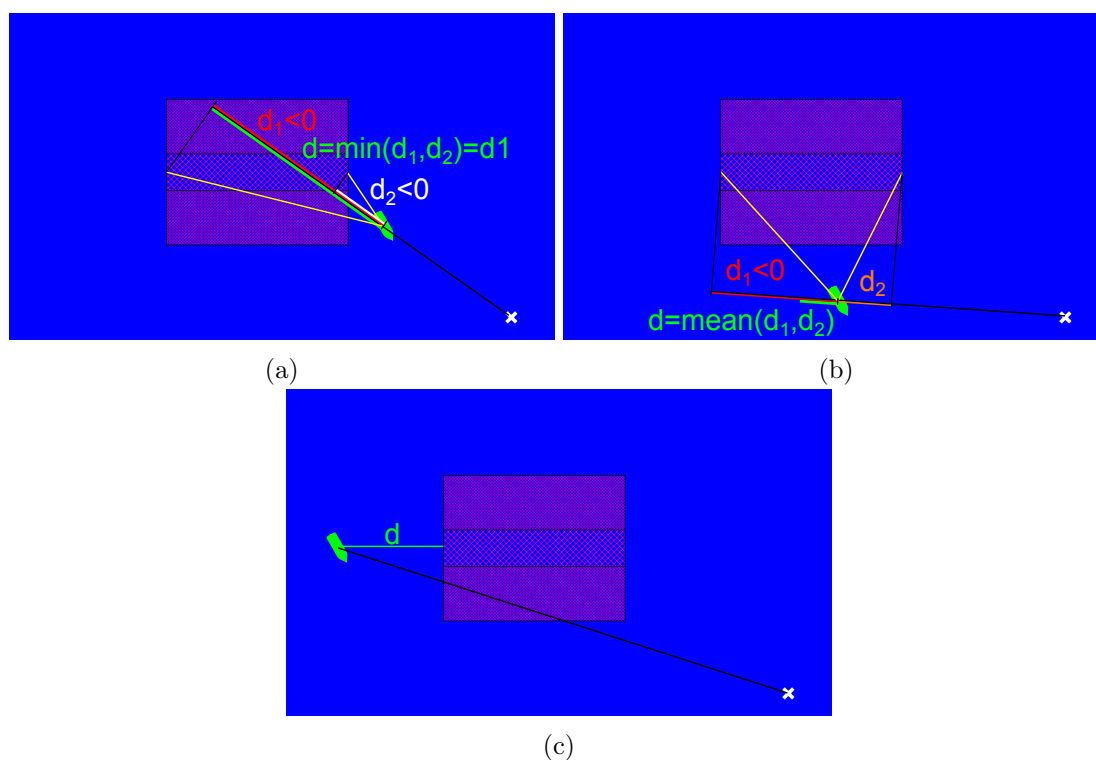 d₁<0
d=min(d₁,d₂)=d1
d₂<0
(a)
d₁<0
d₂
d=mean(d₁,d₂)
(b)
d
(c)